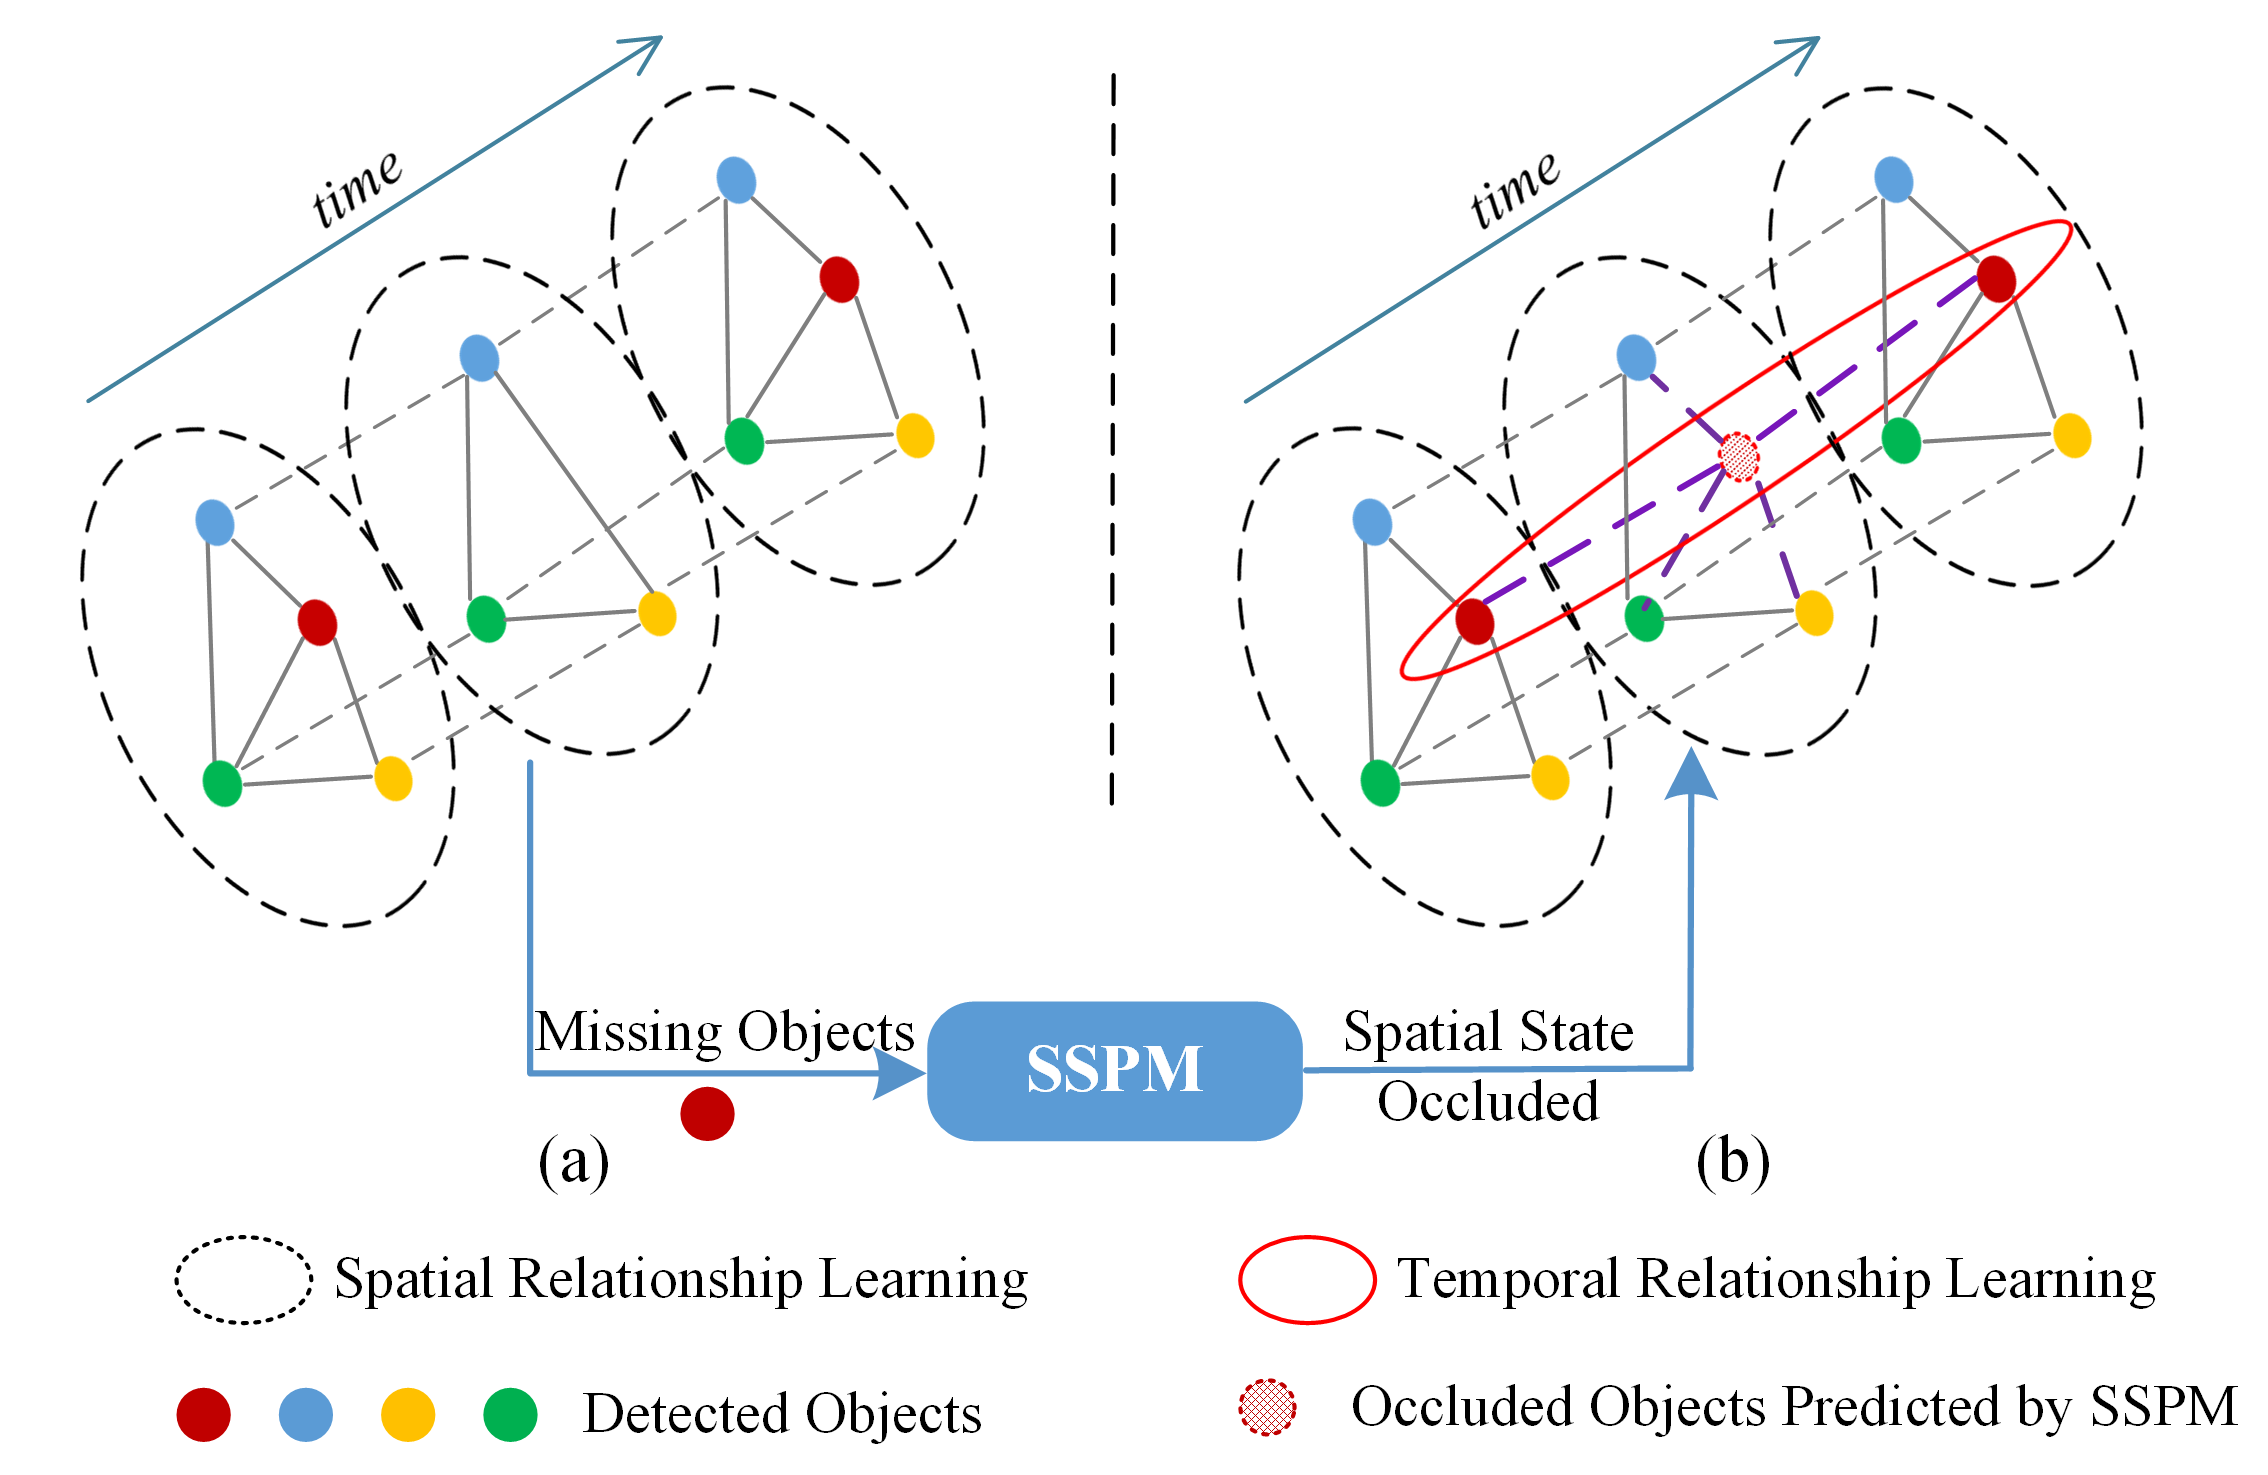 time
time
Missing Objects
SSPM
Spatial State
Occluded
(a)
(b)
Spatial Relationship Learning
Temporal Relationship Learning
Detected Objects
Occluded Objects Predicted by SSPM